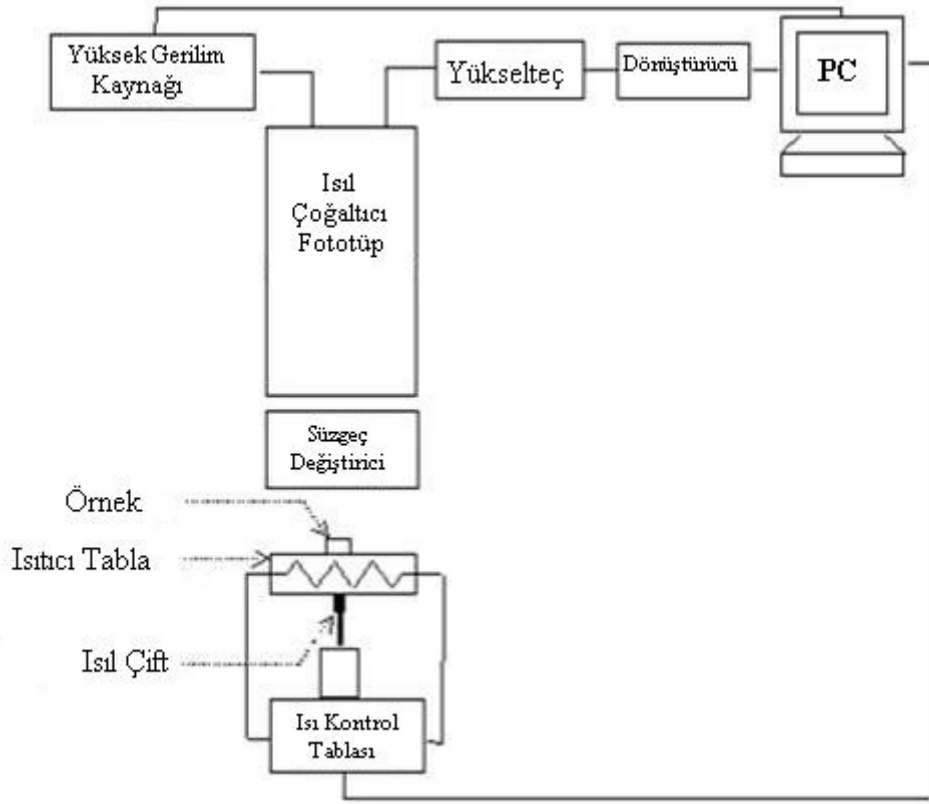 Yüksek Gerilim
Kaynağı
Yükselteç
Dönüştürücü
PC
Isıl
Çoğaltıcı
Fototüp
Süzgeç
Değiştirici
Örnek
Isıtıcı Tabla
Isıl Çift
Isı Kontrol
Tablası